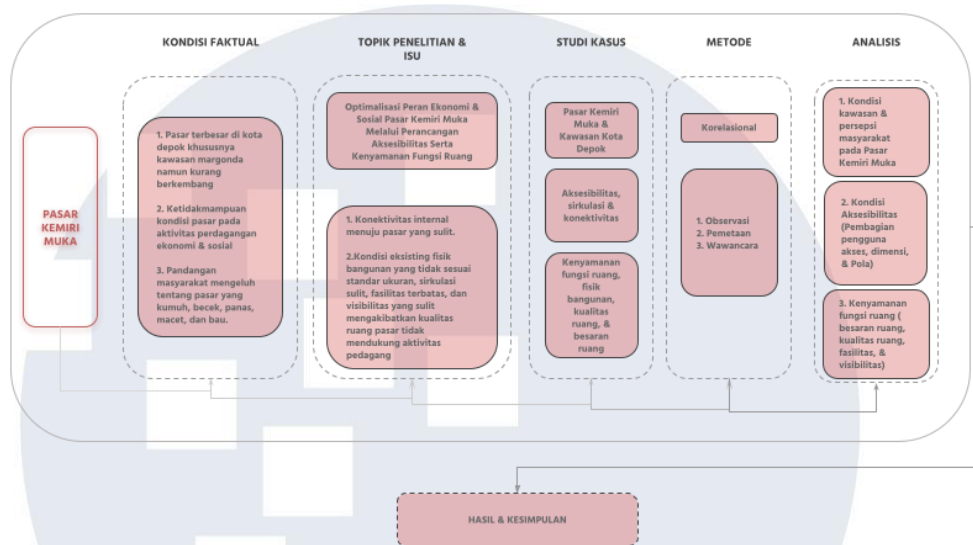 KONDISI FAKTUAL
TOPIK PENELITIAN &
ISU
STUDI KASUS
METODE
ANALISIS
PASAR
KEMIRI
MUKA
1. Pasar terbesar di kota
depok khususnya
kawasan margonda
namun kurang
berkembang
2. Ketidakmampuan
kondisi pasar pada
aktivitas perdagangan
ekonomi & sosial
3. Pandangan
masyarakat mengeluh
tentang pasar yang
kumuh, becek, panas,
macet, dan bau.
Optimalisasi Peran Ekonomi &
Sosial Pasar Kemiri Muka
Melalui Perancangan
Aksesibilitas Serta
Kenyamanan Fungsi Ruang
1. Konektivitas internal
menuju pasar yang sulit.
2.Kondisi eksisting fisik
bangunan yang tidak sesuai
standar ukuran, sirkulasi
sulit, fasilitas terbatas, dan
visibilitas yang sulit
mengakibatkan kualitas
ruang pasar tidak
mendukung aktivitas
pedagang
Pasar Kemiri
Muka &
Kawasan Kota
Depok
Aksesibilitas,
sirkulasi &
konektivitas
Kenyamanan
fungsi ruang,
fisik
bangunan,
kualitas
ruang, &
besaran
ruang
Korelasional
1. Observasi
2. Pemetaan
3. Wawancara
1. Kondisi
kawasan &
persepsi
masyarakat
pada Pasar
Kemiri Muka
2. Kondisi
Aksesibilitas
(Pembagian
pengguna
akses, dimensi,
& Pola)
3. Kenyamanan
fungsi ruang (
besaran ruang,
kualitas ruang,
fasilitas, &
visibilitas)
HASIL & KESIMPULAN